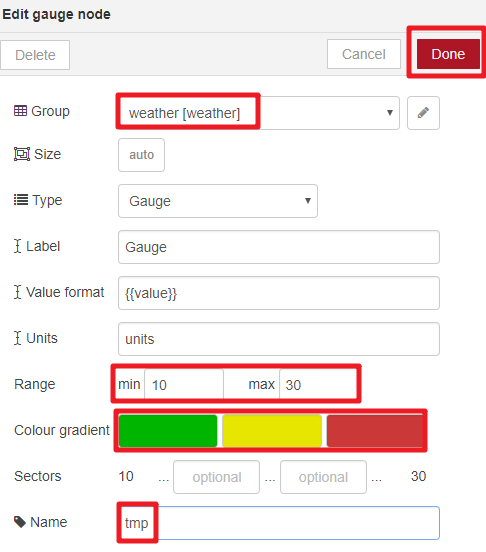 Edit gauge node
Delete Cancel Done
Group weather [weather]
Size auto
Type Gauge
Label Gauge
Value format {{value}}
Units units
Range min 10 max 30
Colour gradient
Sectors 10 ... optional ... optional ... 30
Name tmp